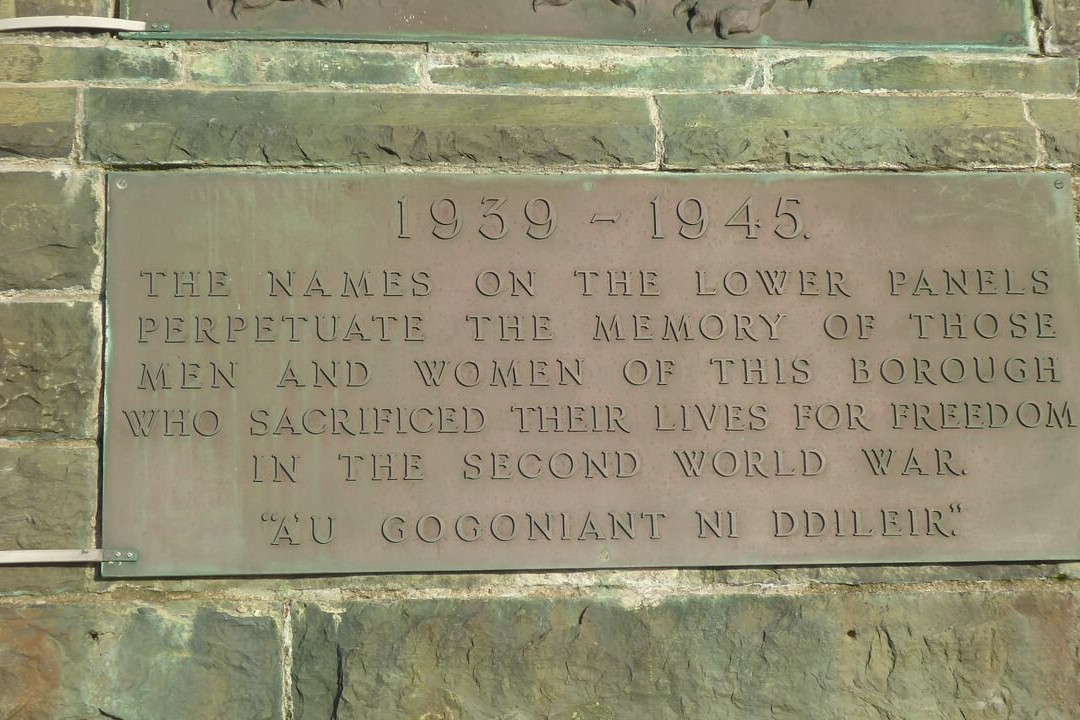 1939 - 1945.
THE NAMES ON THE LOWER PANELS
PERPETUATE THE MEMORY OF THOSE
MEN AND WOMEN OF THIS BOROUGH
WHO SACRIFICED THEIR LIVES FOR FREEDOM
IN THE SECOND WORLD WAR.
"A'U GOGONIANT NI DDILEIR."